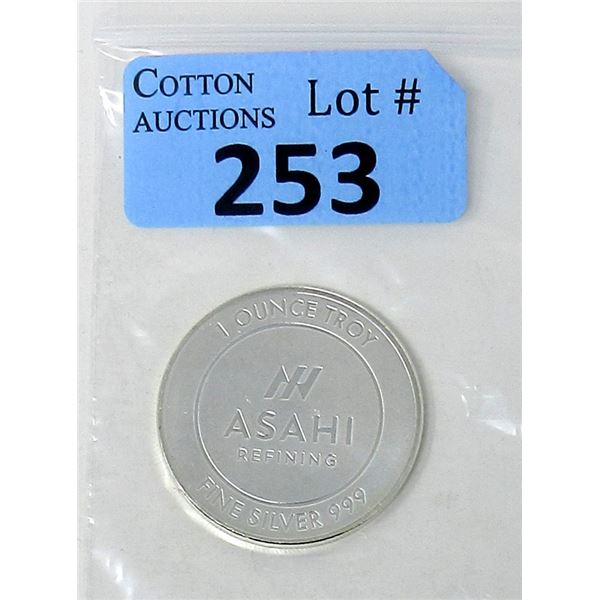 COTTON
AUCTIONS
Lot #
253
1 OUNCE TROY
ASAHI
REFINING
FINE SILVER 999